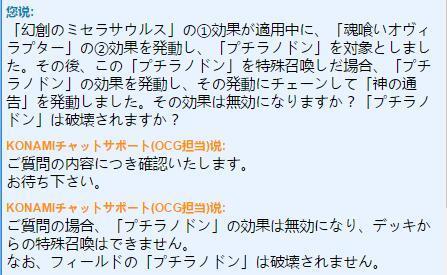 您说:
「幻創のミセラサウルス」の①効果が適用中に、「魂喰いオヴィ
ラプター」の②効果を発動し、「プチラノドン」を対象としまし
た。その後、この「プチラノドン」を特殊召喚しだ場合、「プチ
ラノドン」の効果を発動し、その発動にチェーンして「神の通
告」を発動しました。その効果は無効になりますか？「プチラノ
ドン」は破壊されますか？
KONAMIチャットサポート(OCG担当)说:
ご質問の内容につき確認いたします。
お待ち下さい。
KONAMIチャットサポート(OCG担当)说:
ご質問の場合、「プチラノドン」の効果は無効になり、デッキか
らの特殊召喚はできません。
なお、フィールドの「プチラノドン」は破壊されません。